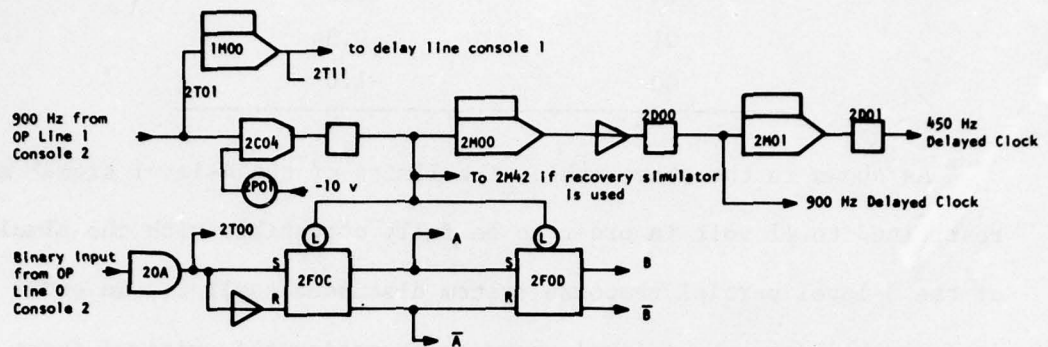 1M00
to delay line console 1
2T11
2T01
900 Hz from
OP Line 1
Console 2
2C04
2M00
2D00
2M01
2D01
450 Hz
Delayed Clock
2P01
-10 v
To 2M42 if recovery simulator
is used
900 Hz Delayed Clock
2T00
L
L
A
Binary Input
from OP
Line 0
Console 2
20A
S
2F0C
R
S
2F0D
R
B
B̅
A̅